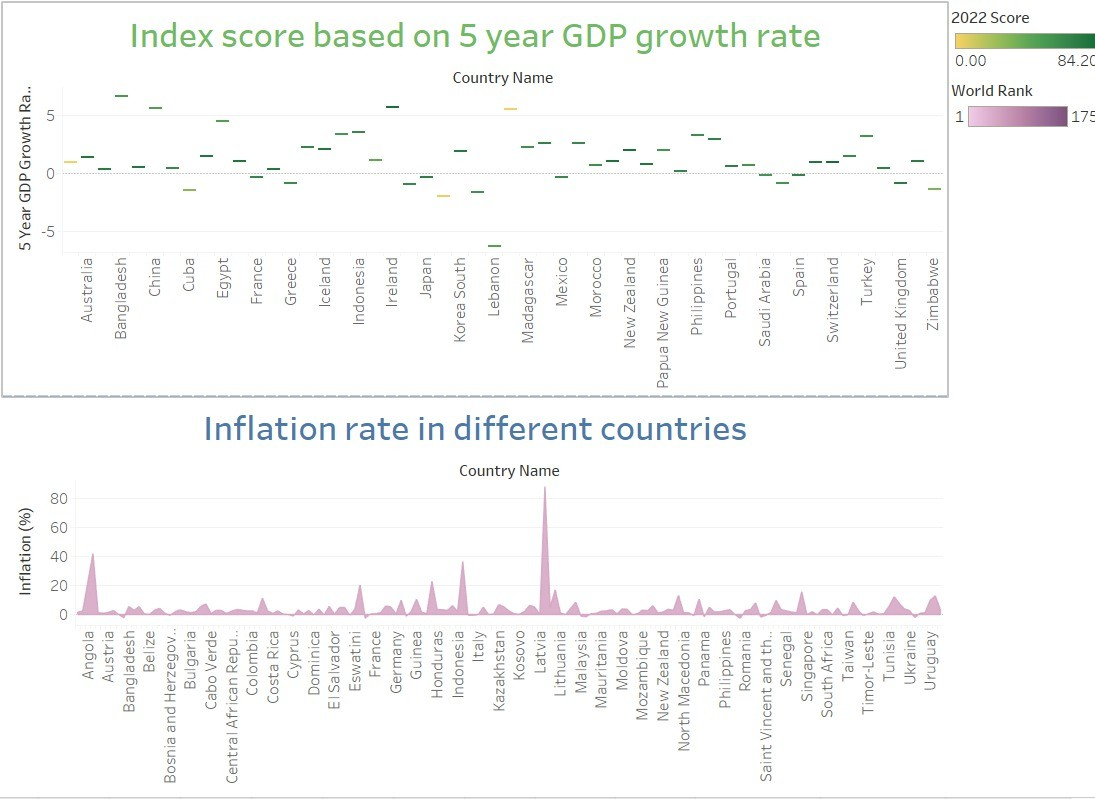 Index score based on 5 year GDP growth rate
2022 Score
0.00
84.20
World Rank
1
175
Country Name
5 Year GDP Growth Ra..
5
0
-5
Australia
Bangladesh
China
Cuba
Egypt
France
Greece
Iceland
Indonesia
Ireland
Japan
Korea South
Lebanon
Madagascar
Mexico
Morocco
New Zealand
Papua New Guinea
Philippines
Portugal
Saudi Arabia
Spain
Switzerland
Turkey
United Kingdom
Zimbabwe
Inflation rate in different countries
Country Name
Inflation (%)
80
60
40
20
0
Angola
Austria
Bangladesh
Belize
Bosnia and Herzegov..
Bulgaria
Cabo Verde
Central African Repu..
Colombia
Costa Rica
Cyprus
Dominica
El Salvador
Eswatini
France
Germany
Guinea
Honduras
Indonesia
Italy
Kazakhstan
Kosovo
Latvia
Lithuania
Malaysia
Mauritania
Moldova
Mozambique
New Zealand
North Macedonia
Panama
Philippines
Romania
Saint Vincent and th..
Senegal
Singapore
South Africa
Taiwan
Timor-Leste
Tunisia
Ukraine
Uruguay